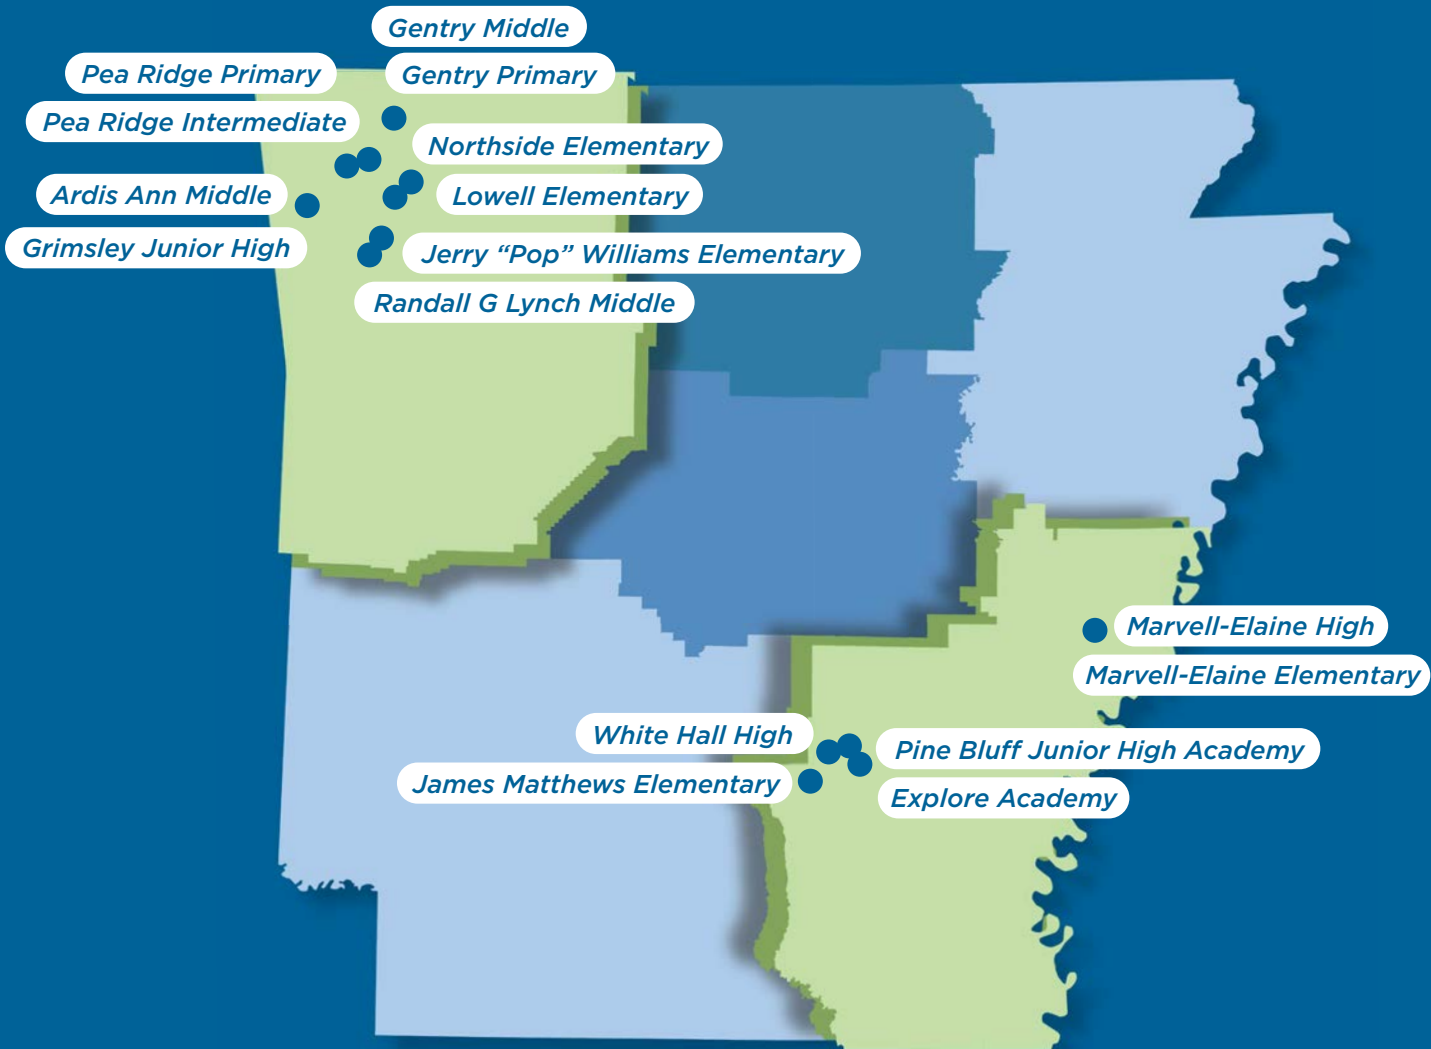 Gentry Middle
Pea Ridge Primary
Gentry Primary
Pea Ridge Intermediate
Northside Elementary
Ardis Ann Middle
Lowell Elementary
Grimsley Junior High
Jerry “Pop” Williams Elementary
Randall G Lynch Middle
Marvell-Elaine High
Marvell-Elaine Elementary
White Hall High
Pine Bluff Junior High Academy
James Matthews Elementary
Explore Academy